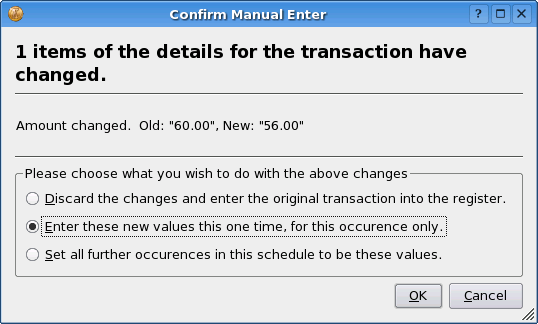 Confirm Manual Enter
1 items of the details for the transaction have
changed.
Amount changed.  Old: "60.00", New: "56.00"
Please choose what you wish to do with the above changes
Discard the changes and enter the original transaction into the register.
Enter these new values this one time, for this occurence only.
Set all further occurences in this schedule to be these values.
OK
Cancel